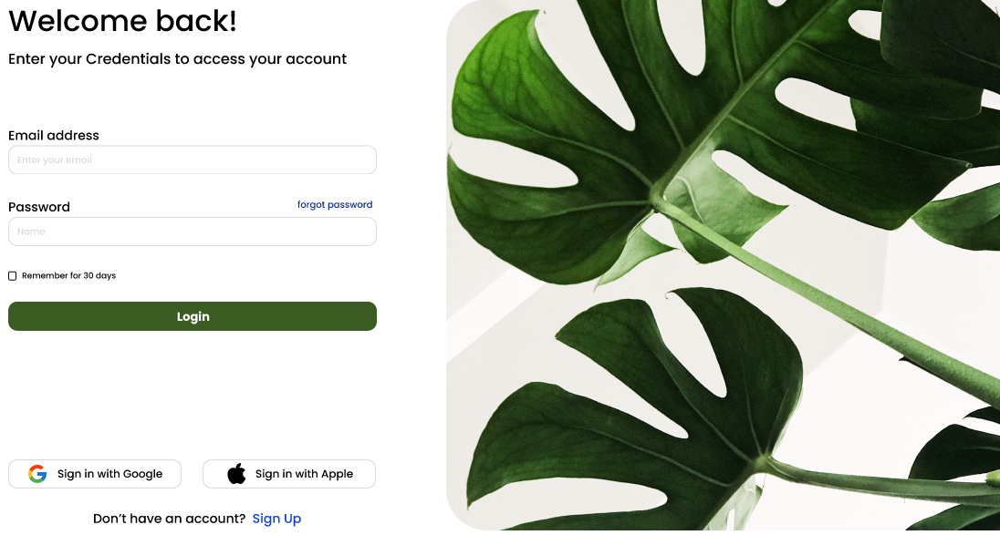 Welcome back!
Enter your Credentials to access your account
Email address
Enter your email
Password
forgot password
Name
Remember for 30 days
Login
Sign in with Google
Sign in with Apple
Don’t have an account? Sign Up